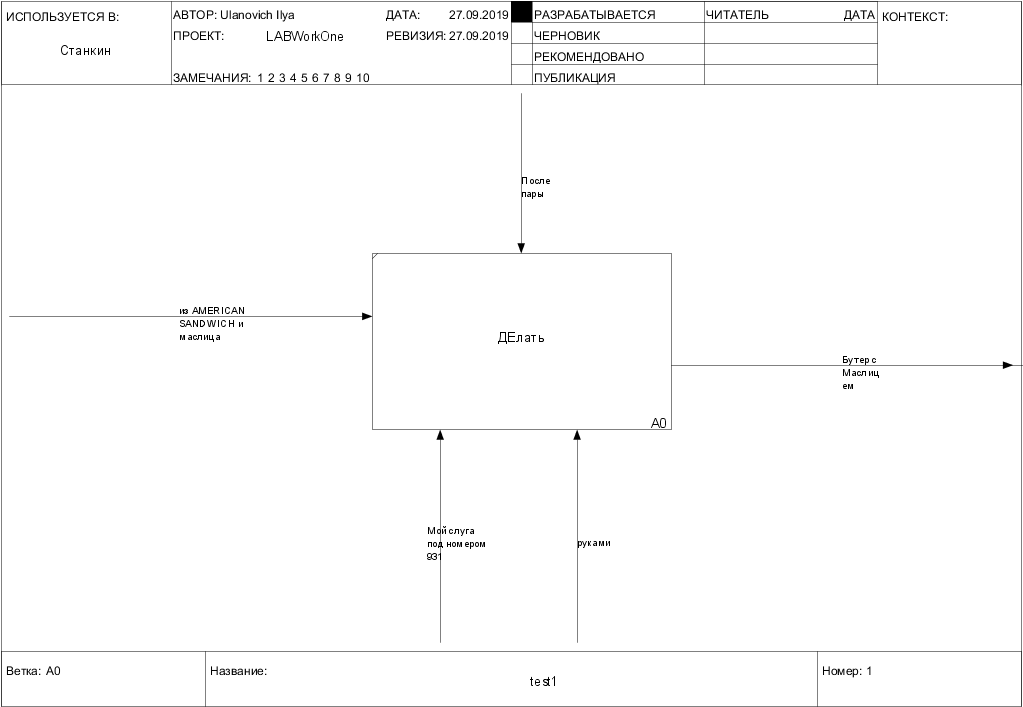 ИСПОЛЬЗУЕТСЯ В:
Станкин
АВТОР: Ulanovich Ilya
ДАТА: 27.09.2019
ПРОЕКТ: LABWorkOne
РЕВИЗИЯ: 27.09.2019
ЗАМЕЧАНИЯ: 1 2 3 4 5 6 7 8 9 10
РАЗРАБАТЫВАЕТСЯ
ЧЕРНОВИК
РЕКОМЕНДОВАНО
ПУБЛИКАЦИЯ
ЧИТАТЕЛЬ ДАТА
КОНТЕКСТ:
После
пары
из AMERICAN
SANDWICH и
маслица
ДЕлать
A0
Бутер с
Маслиц
ем
Мой слуга
под номером
931
руками
Ветка: A0
Название:
test1
Номер: 1